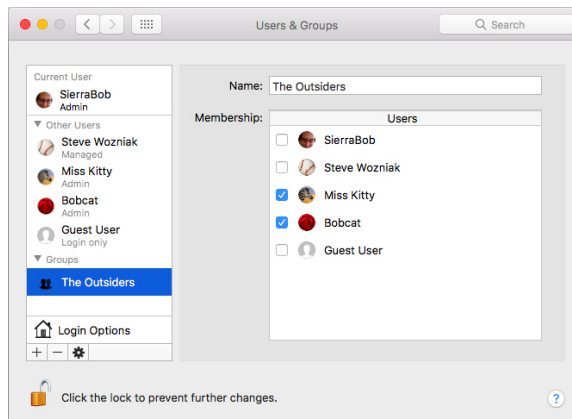 Users & Groups
Search
Current User
SierraBob
Admin
Other Users
Steve Wozniak
Managed
Miss Kitty
Admin
Bobcat
Admin
Guest User
Login only
Groups
The Outsiders
Login Options
Name: The Outsiders
Membership: Users
SierraBob
Steve Wozniak
Miss Kitty
Bobcat
Guest User
Click the lock to prevent further changes.
?